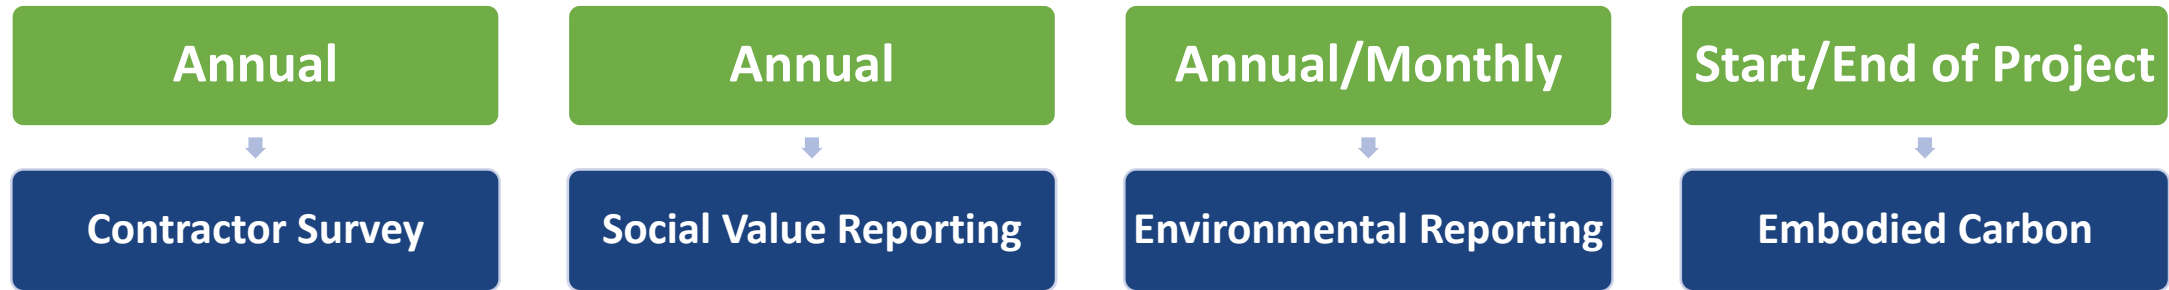 Annual
Annual
Annual/Monthly
Start/End of Project
Contractor Survey
Social Value Reporting
Environmental Reporting
Embodied Carbon